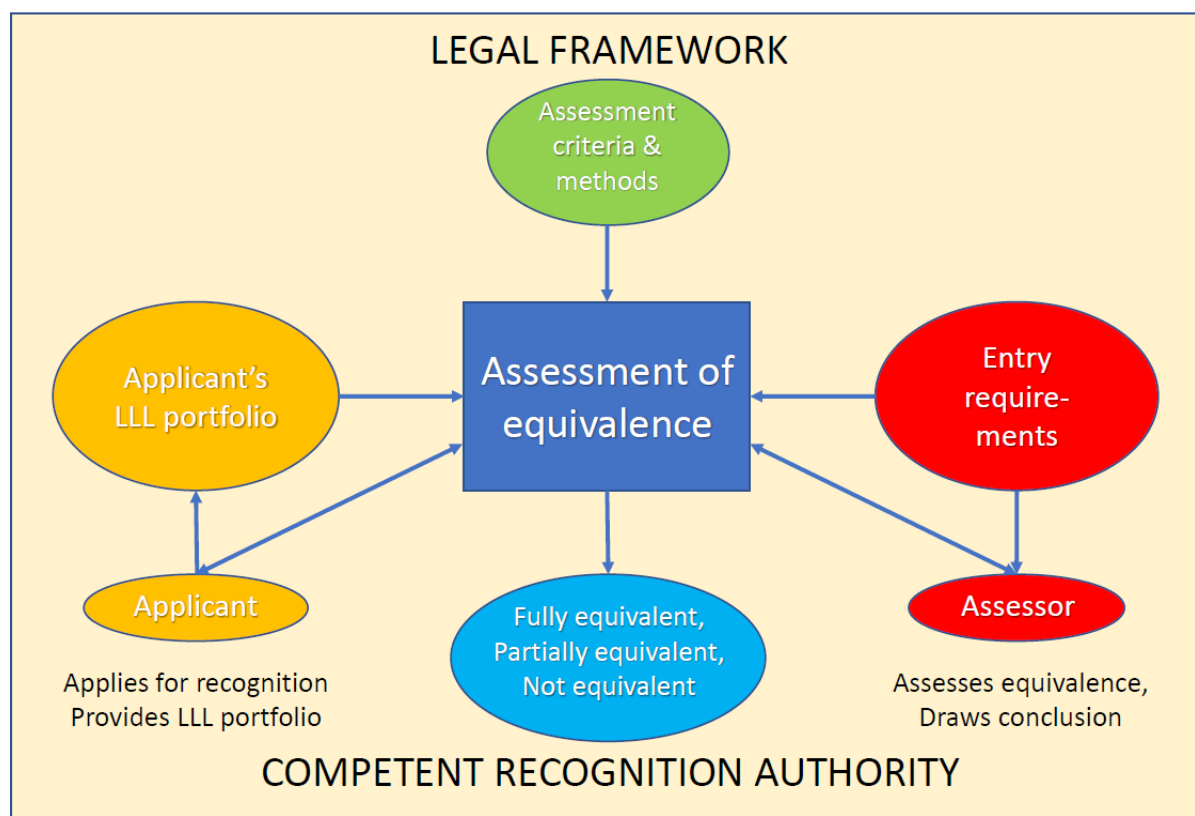 LEGAL FRAMEWORK
Assessment
criteria &
methods
Applicant’s
LLL portfolio
Assessment of
equivalence
Entry
require-
ments
Applicant
Fully equivalent,
Partially equivalent,
Not equivalent
Assessor
Applies for recognition
Provides LLL portfolio
Assesses equivalence,
Draws conclusion
COMPETENT RECOGNITION AUTHORITY